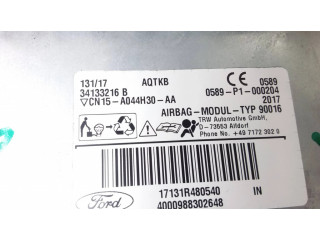 131/17 AQTKB CE 0589
34133216 B 0589-P1-000204
▽CN15-A044H30-AA 2017
AIRBAG-MODUL-TYP 90016
TRW Automotive GmbH,
D-73553 Alfdorf
Phone +49 7172 302 0
Ford
17131R480540 IN
4000988302648